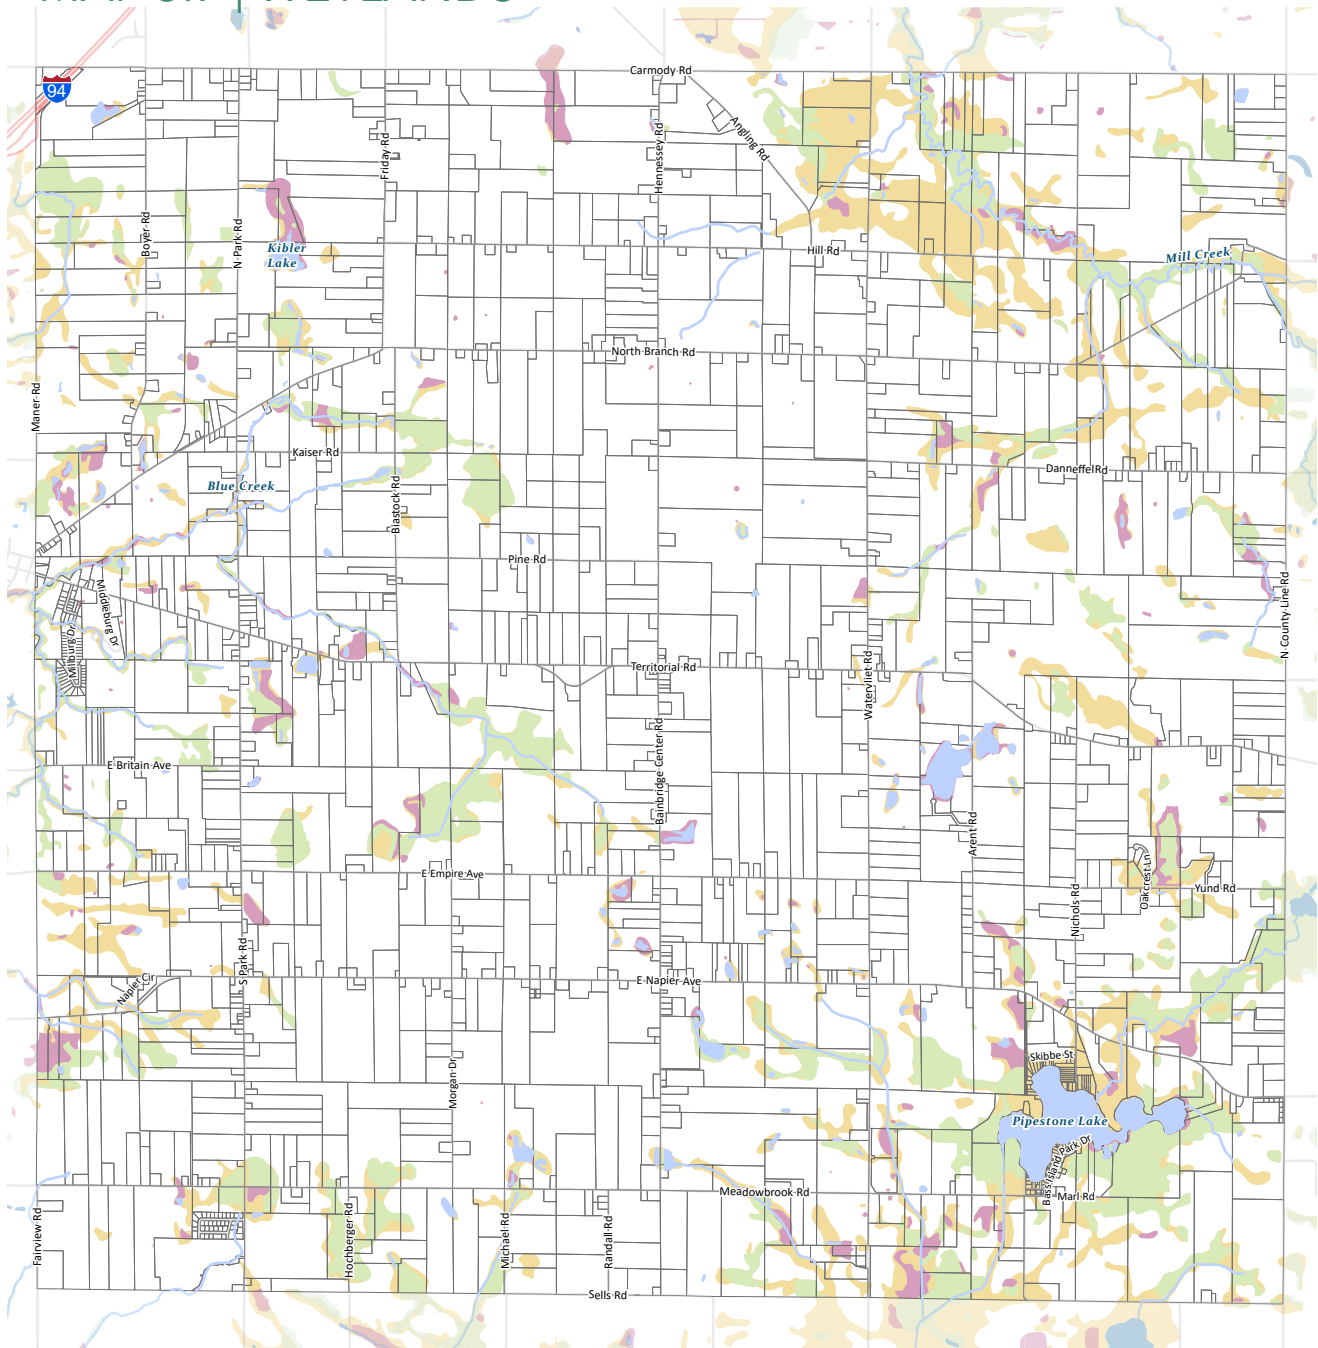 Carmody Rd
94
Angling Rd
Friday Rd
Hennessey Rd
Boyer Rd
N Park Rd
Kibler
Lake
Hill Rd
Mill Creek
North Branch Rd
Maner Rd
Kaiser Rd
Danneffel Rd
Blue Creek
Blastock Rd
Pine Rd
Middleburg Dr
N County Line Rd
Milburg Dr
Territorial Rd
Watervliet Rd
Bainbridge Center Rd
E Britain Ave
Arent Rd
E Empire Ave
Oakcrest Ln
Yund Rd
Nichols Rd
S Park Rd
Napier Cir
E Napier Ave
Skibbe St
Morgan Dr
Pipestone Lake
Bass Island Park Dr
Meadowbrook Rd
Marl Rd
Fairview Rd
Hochberger Rd
Michael Rd
Randall Rd
Sells Rd